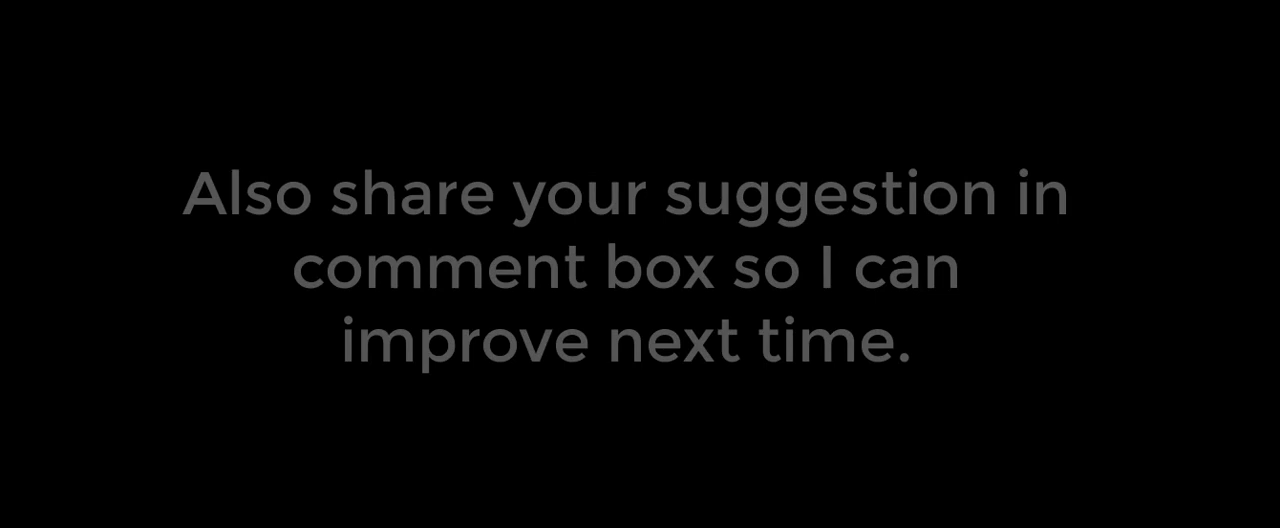 Also share your suggestion in
comment box so I can
improve next time.